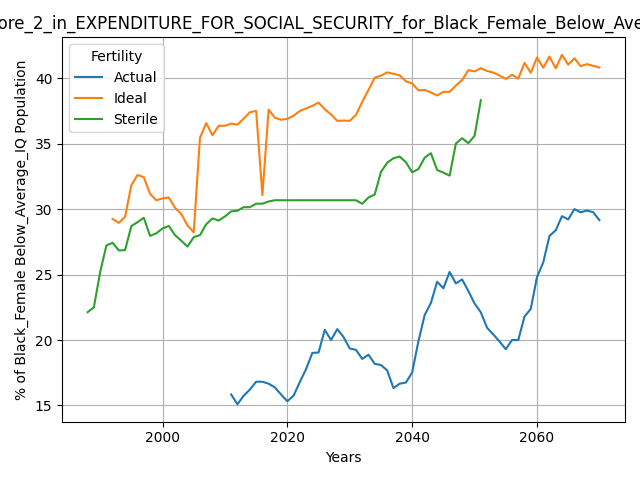 ore_2_in_EXPENDITURE_FOR_SOCIAL_SECURITY_for_Black_Female_Below_Ave
% of Black_Female Below_Average_IQ Population
Fertility
Actual
Ideal
Sterile
40
35
30
25
20
15
2000
2020
2040
2060
Years